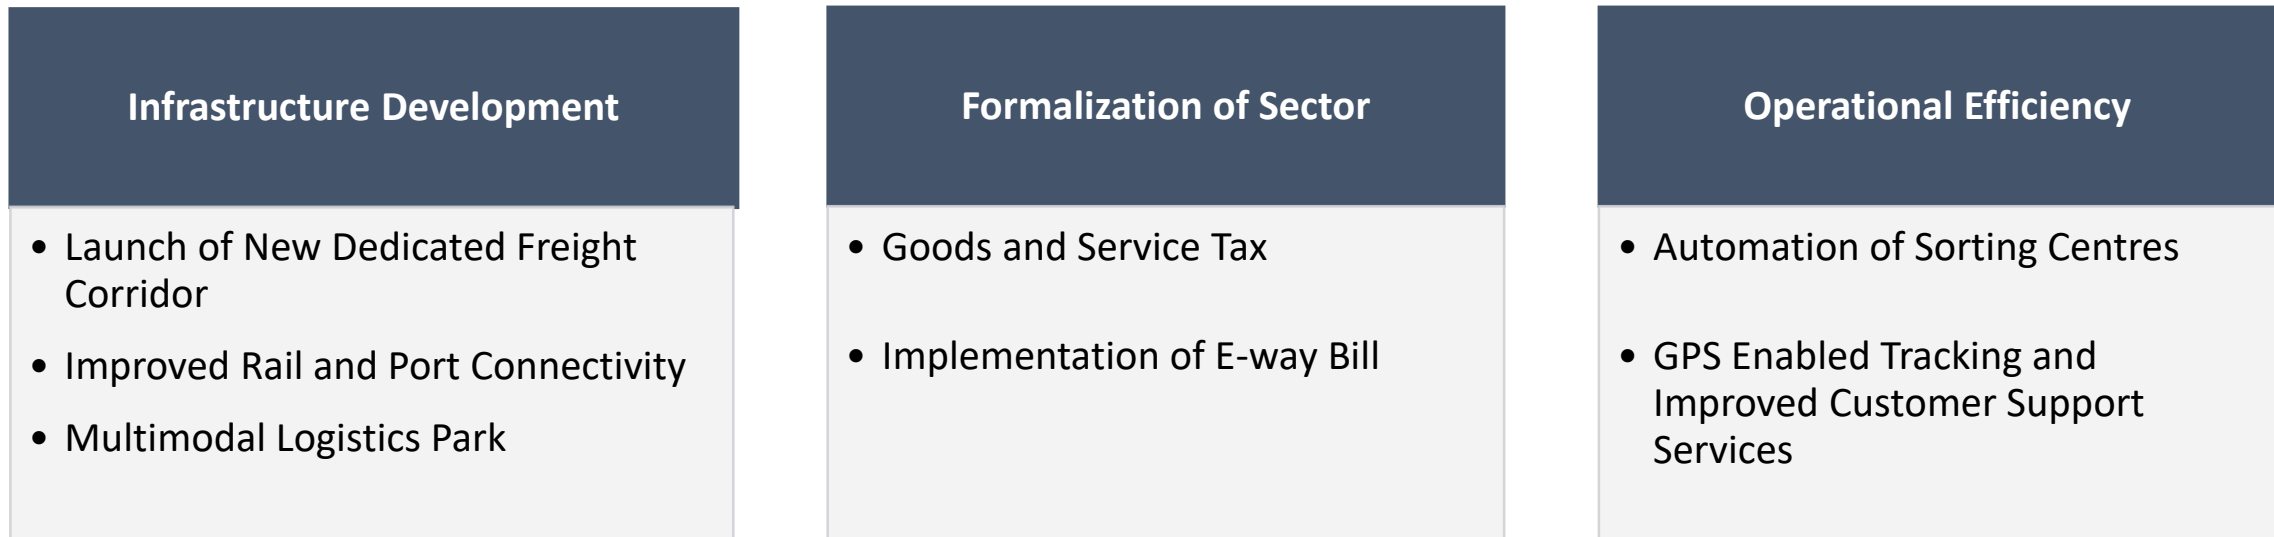 Infrastructure Development
• Launch of New Dedicated Freight
Corridor
• Improved Rail and Port Connectivity
• Multimodal Logistics Park
Formalization of Sector
• Goods and Service Tax
• Implementation of E-way Bill
Operational Efficiency
• Automation of Sorting Centres
• GPS Enabled Tracking and
Improved Customer Support
Services